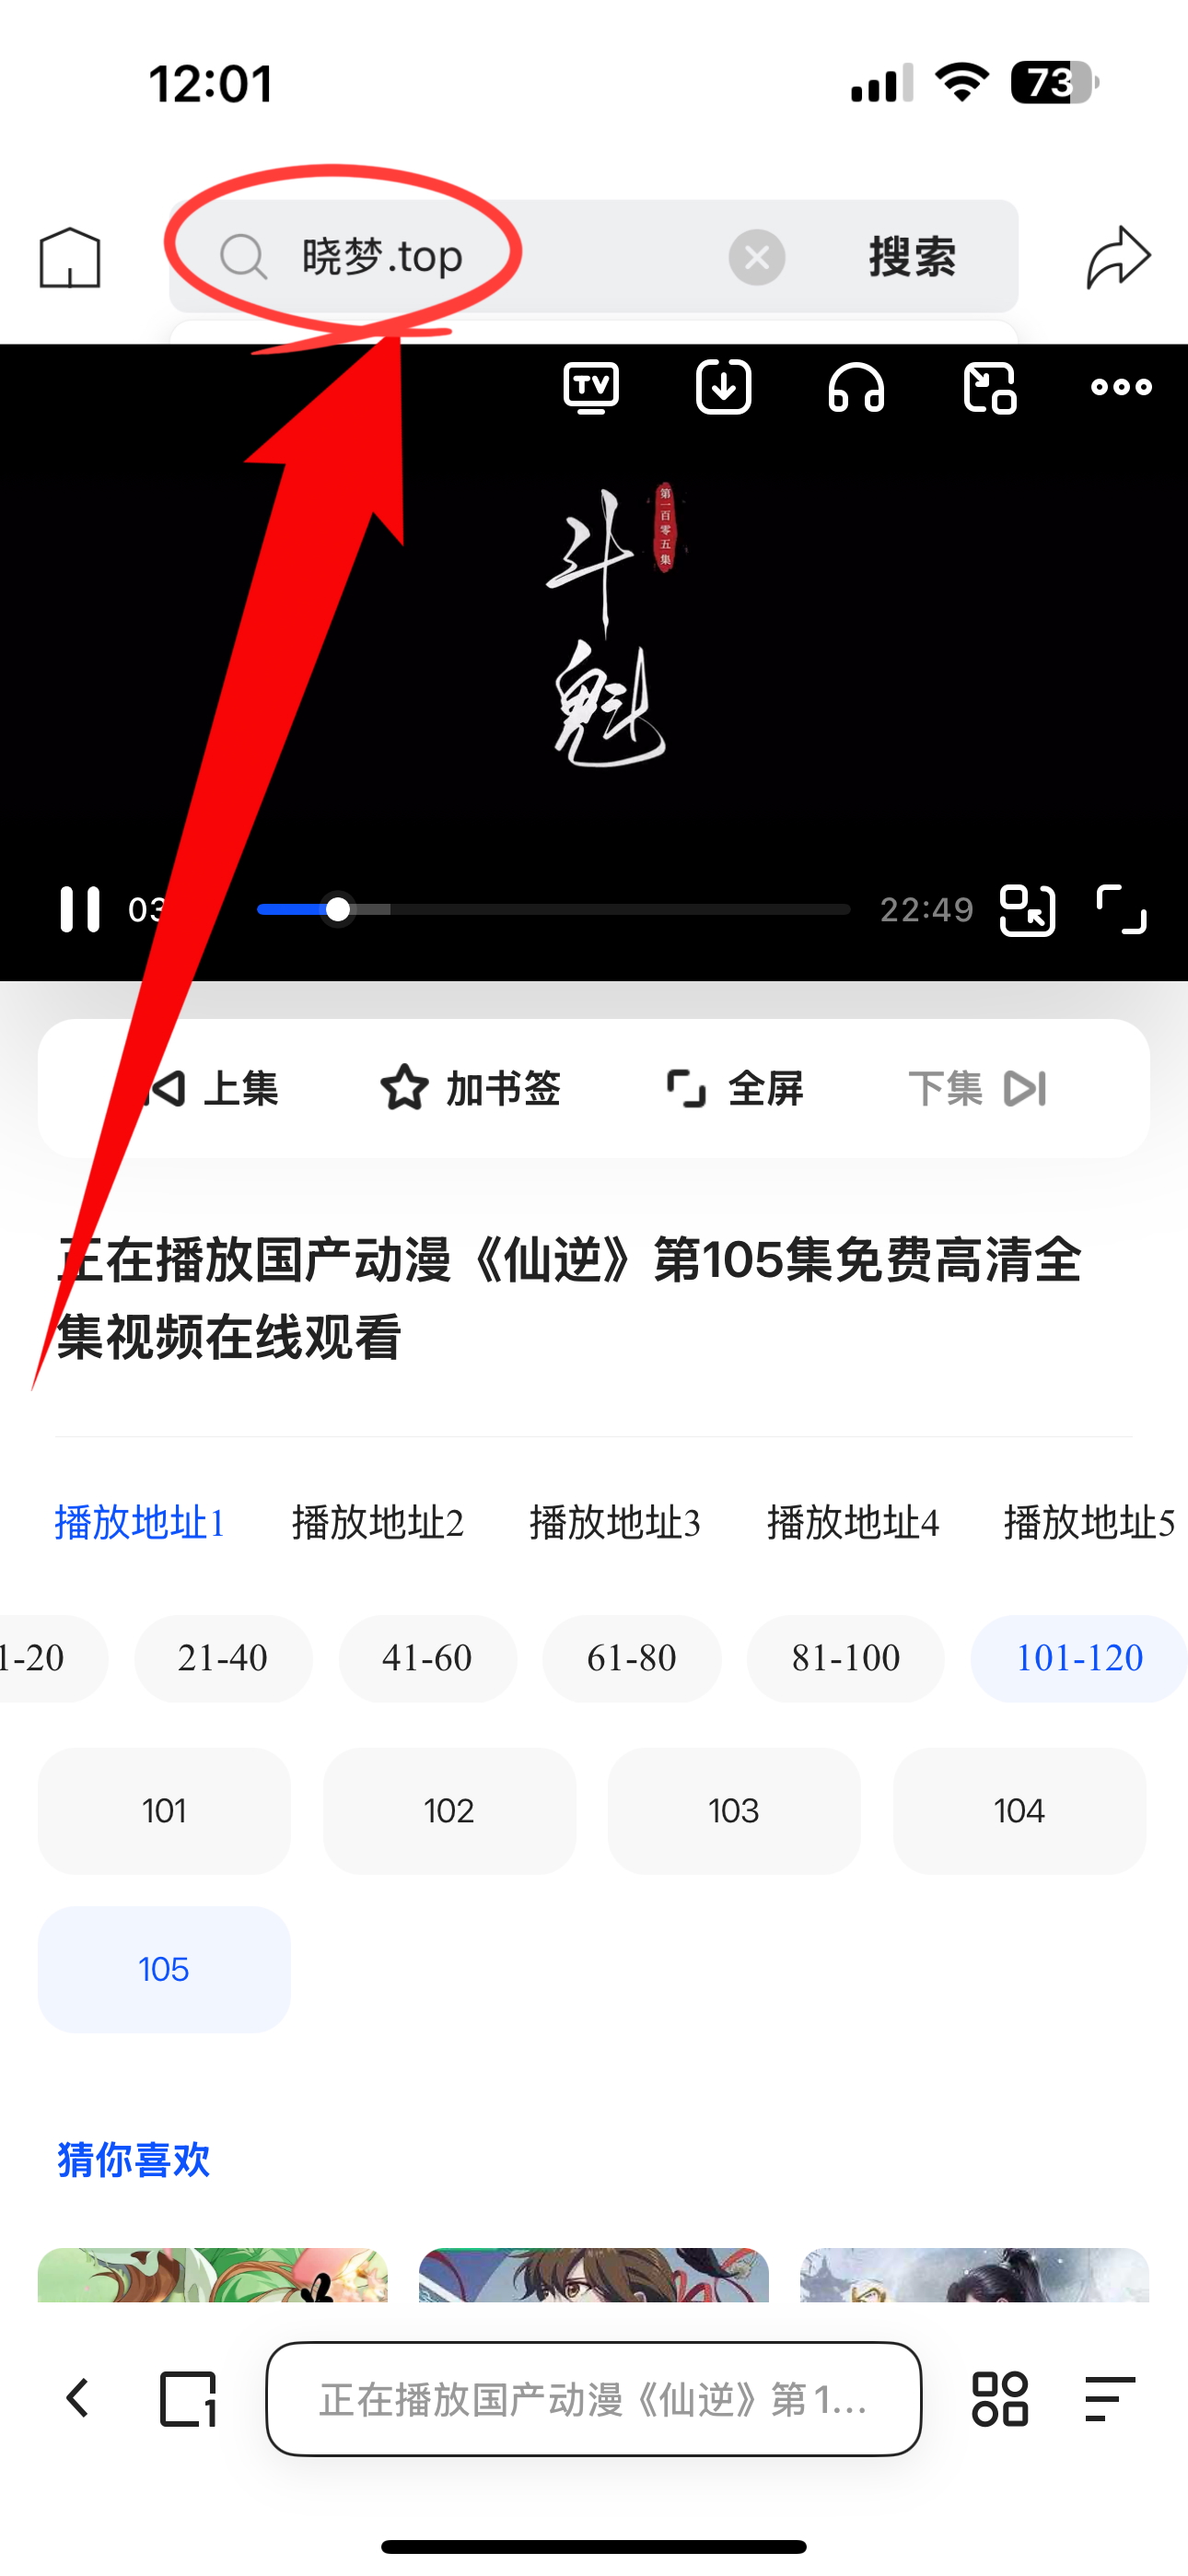 12:01
73
晓梦.top
搜索
TV
第一百零五集
斗魁
03
22:49
上集
加书签
全屏
下集
正在播放国产动漫《仙逆》第105集免费高清全
集视频在线观看
播放地址1 播放地址2 播放地址3 播放地址4 播放地址5
1-20 21-40 41-60 61-80 81-100 101-120
101 102 103 104
105
猜你喜欢
1
正在播放国产动漫《仙逆》第1...